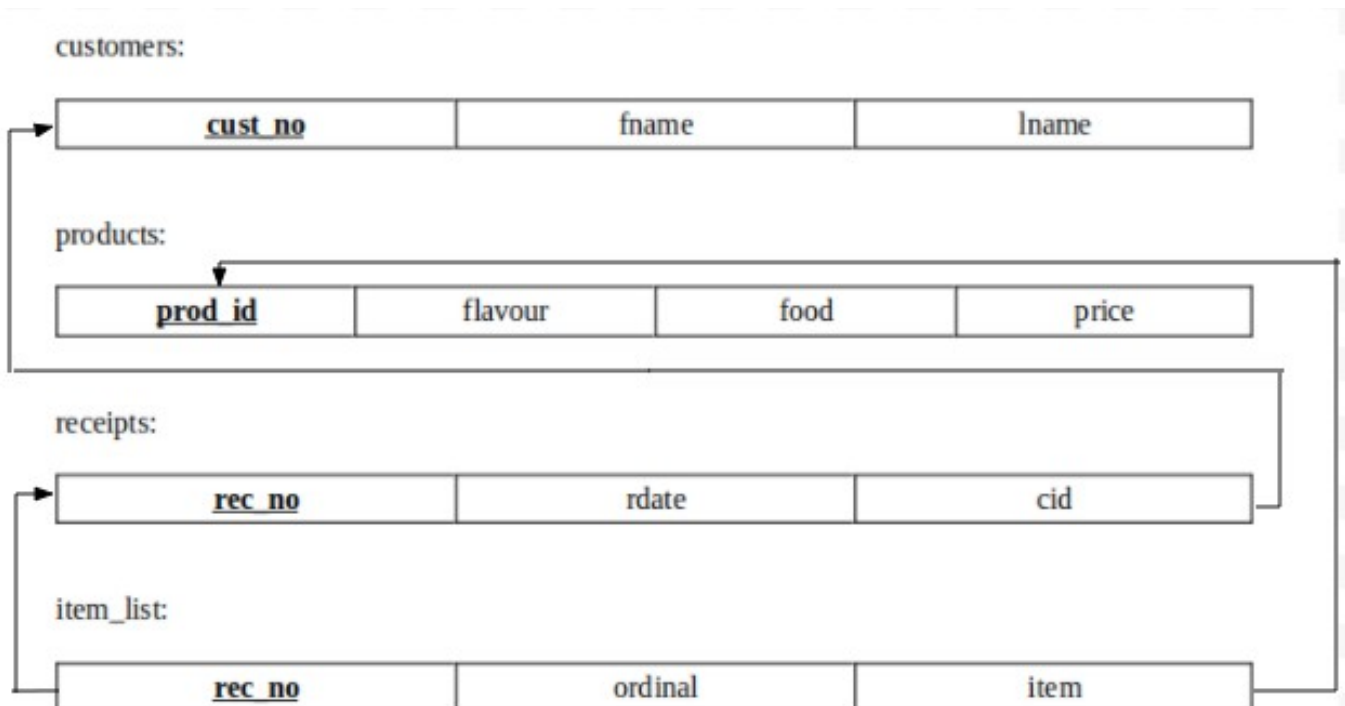 customers:
cust_no fname lname
products:
prod_id flavour food price
receipts:
rec_no rdate cid
item_list:
rec_no ordinal item